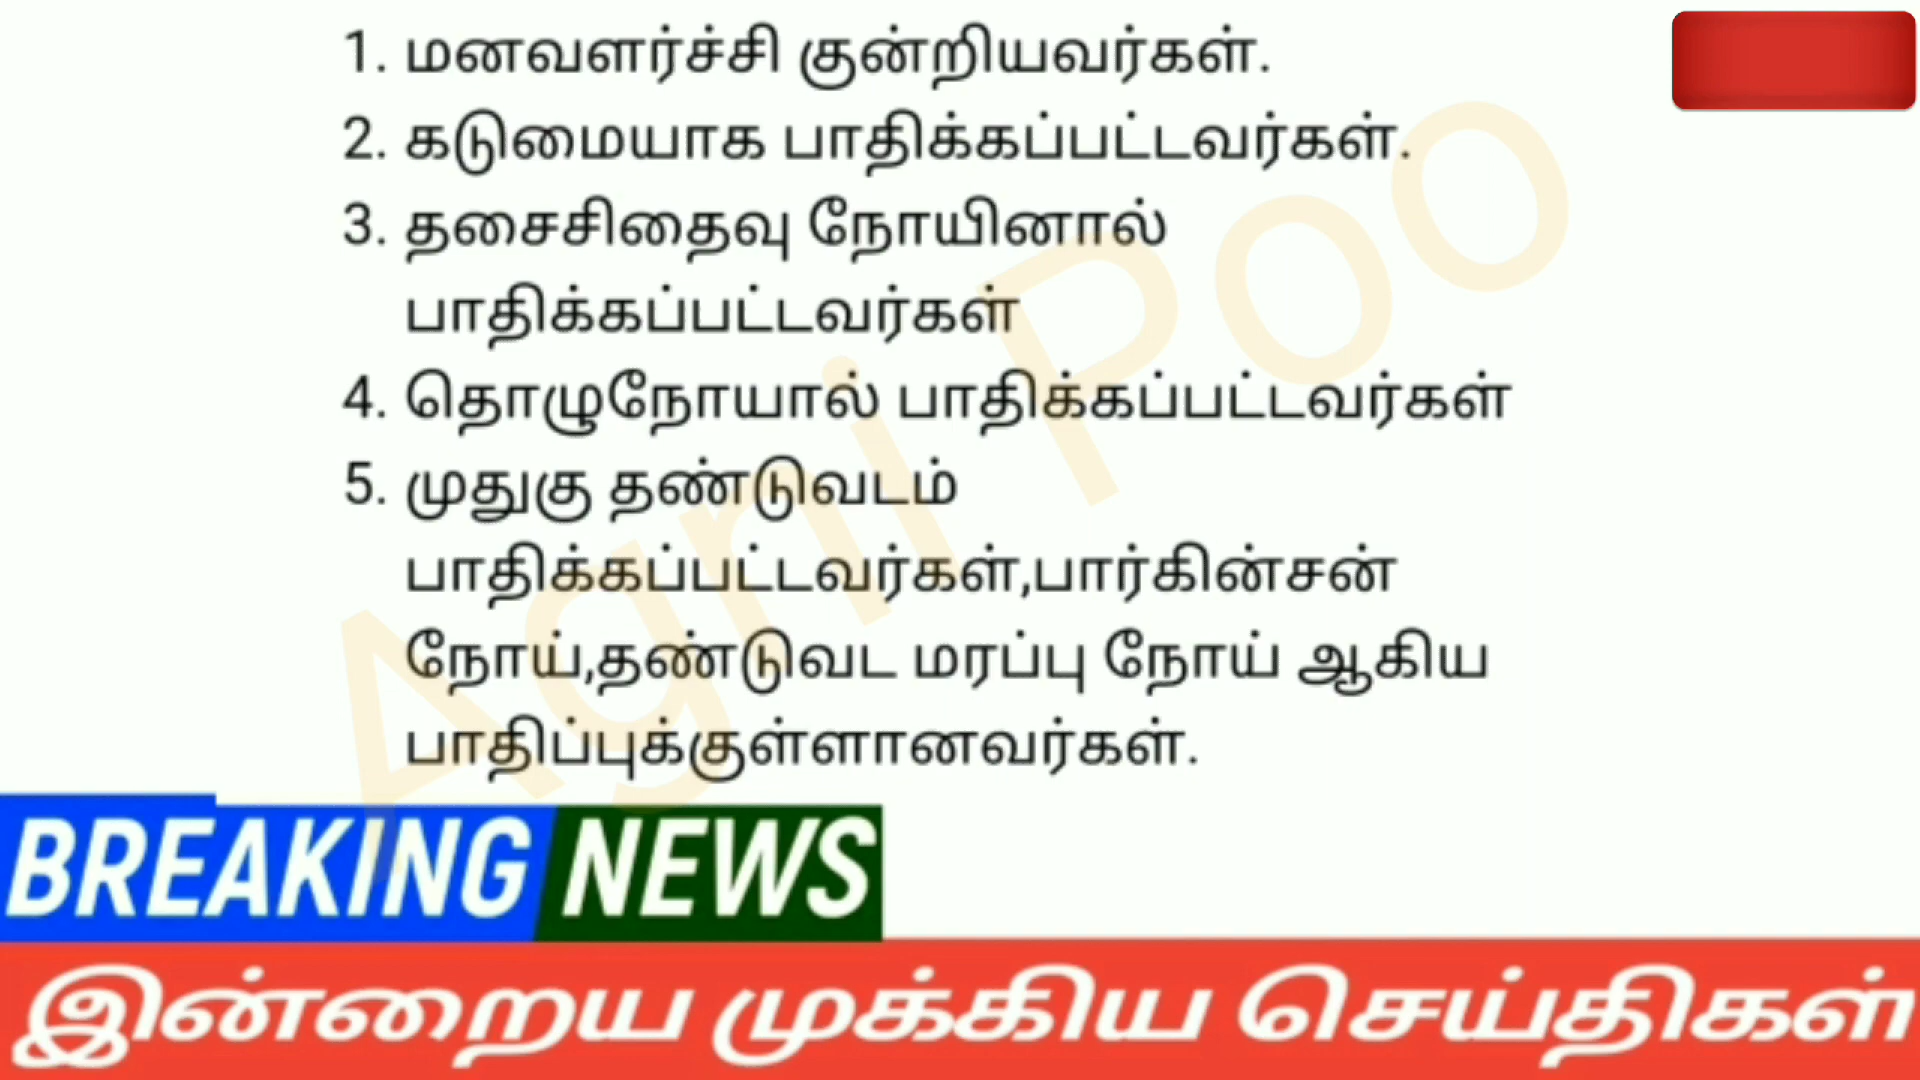 1. மனவளர்ச்சி குன்றியவர்கள்.
2. கடுமையாக பாதிக்கப்பட்டவர்கள்.
3. தசைசிதைவு நோயினால்
பாதிக்கப்பட்டவர்கள்
4. தொழுநோயால் பாதிக்கப்பட்டவர்கள்
5. முதுகு தண்டுவடம்
பாதிக்கப்பட்டவர்கள்,பார்கின்சன்
நோய்,தண்டுவட மரப்பு நோய் ஆகிய
பாதிப்புக்குள்ளானவர்கள்.
Agni Poo
BREAKING NEWS
இன்றைய முக்கிய செய்திகள்